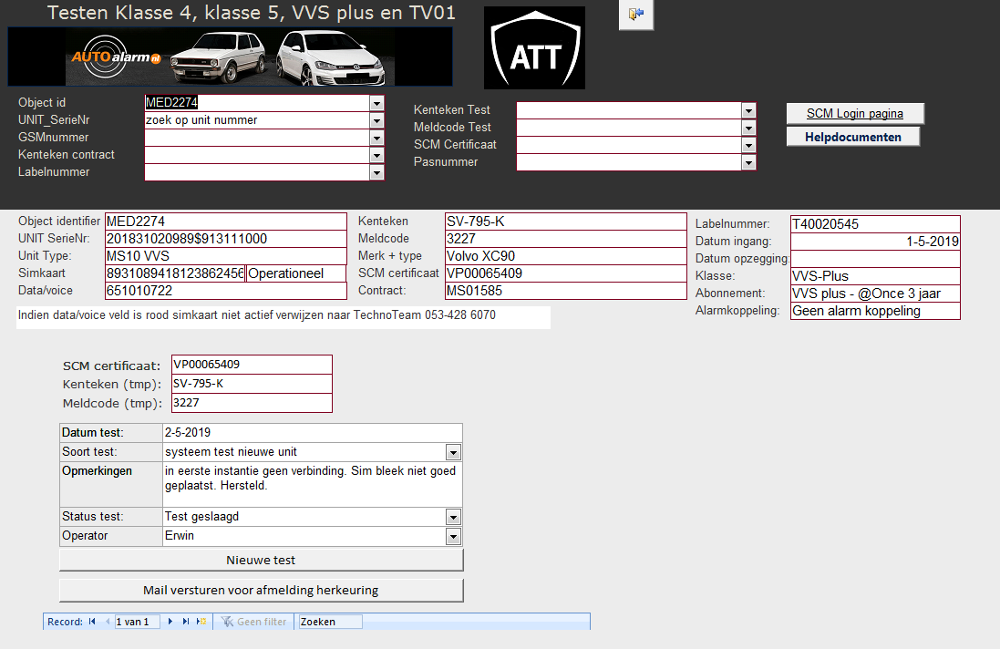 Testen Klasse 4, klasse 5, VVS plus en TV01
AUTOalarm.nl
ATT
Object id MED2274
UNIT_SerieNr zoek op unit nummer
GSMnummer
Kenteken contract
Labelnummer
Kenteken Test
Meldcode Test
SCM Certificaat
Pasnummer
SCM Login pagina
Helpdocumenten
Object identifier MED2274
UNIT SerieNr: 201831020989$913111000
Unit Type: MS10 VVS
Simkaart 8931089418123862456 Operationeel
Data/voice 651010722
Kenteken SV-795-K
Meldcode 3227
Merk + type Volvo XC90
SCM certificaat VP00065409
Contract: MS01585
Labelnummer: T40020545
Datum ingang: 1-5-2019
Datum opzegging:
Klasse: VVS-Plus
Abonnement: VVS plus - @Once 3 jaar
Alarmkoppeling: Geen alarm koppeling
Indien data/voice veld is rood simkaart niet actief verwijzen naar TechnoTeam 053-428 6070
SCM certificaat: VP00065409
Kenteken (tmp): SV-795-K
Meldcode (tmp): 3227
Datum test: 2-5-2019
Soort test: systeem test nieuwe unit
Opmerkingen in eerste instantie geen verbinding. Sim bleek niet goed
geplaatst. Hersteld.
Status test: Test geslaagd
Operator Erwin
Nieuwe test
Mail versturen voor afmelding herkeuring
Record: 1 van 1 Geen filter Zoeken